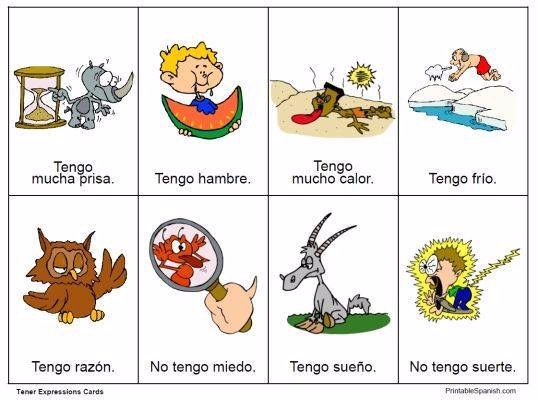 Tengo
mucha prisa.
Tengo hambre.
Tengo
mucho calor.
Tengo frío.
Tengo razón.
No tengo miedo.
Tengo sueño.
No tengo suerte.
Tener Expressions Cards
PrintableSpanish.com